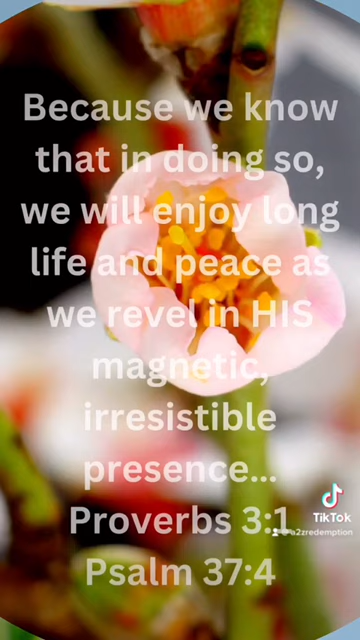 Because we know
that in doing so,
we will enjoy long
life and peace as
we revel in HIS
magnetic,
irresistible
presence...
Proverbs 3:1
Psalm 37:4
TikTok
@a2zredemption